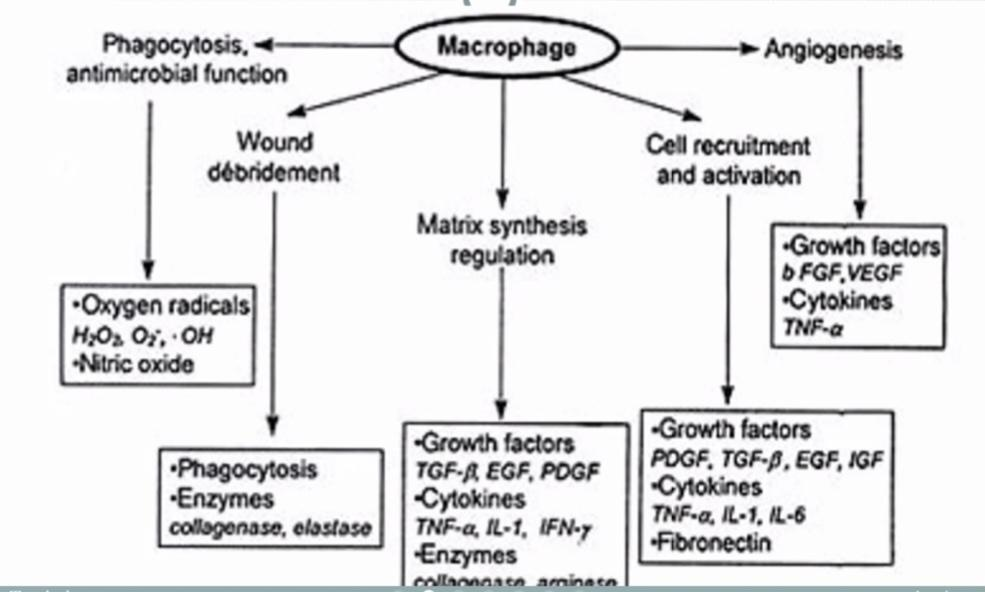 Macrophage
Phagocytosis,
antimicrobial function
Angiogenesis
Wound
débridement
Cell recruitment
and activation
Matrix synthesis
regulation
•Oxygen radicals
H₂O₂, O₂⁻, ·OH
•Nitric oxide
•Phagocytosis
•Enzymes
collagenase, elastase
•Growth factors
TGF-β, EGF, PDGF
•Cytokines
TNF-α, IL-1, IFN-γ
•Enzymes
collagenase, arginase
•Growth factors
PDGF, TGF-β, EGF, IGF
•Cytokines
TNF-α, IL-1, IL-6
•Fibronectin
•Growth factors
b FGF, VEGF
•Cytokines
TNF-α